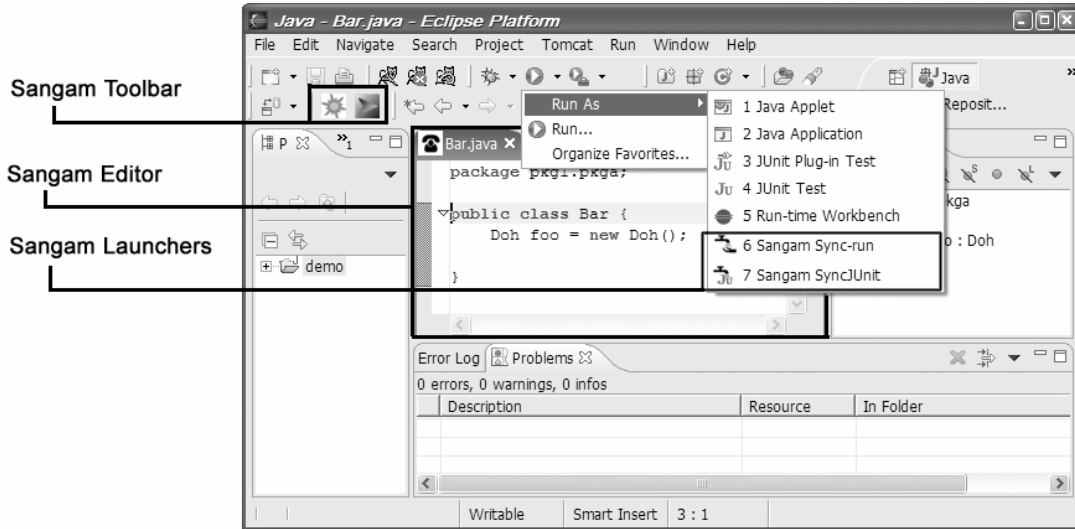 Java - Bar.java - Eclipse Platform
File Edit Navigate Search Project Tomcat Run Window Help
Java
Sangam Toolbar
Run As
Run...
Organize Favorites...
1 Java Applet
2 Java Application
3 JUnit Plug-in Test
4 JUnit Test
5 Run-time Workbench
6 Sangam Sync-run
7 Sangam SyncJUnit
Reposit...
P
Bar.java
Sangam Editor
package pkg1.pkga;
public class Bar {
Doh foo = new Doh();
}
kga
o : Doh
Sangam Launchers
demo
Error Log Problems
0 errors, 0 warnings, 0 infos
Description Resource In Folder
Writable Smart Insert 3 : 1